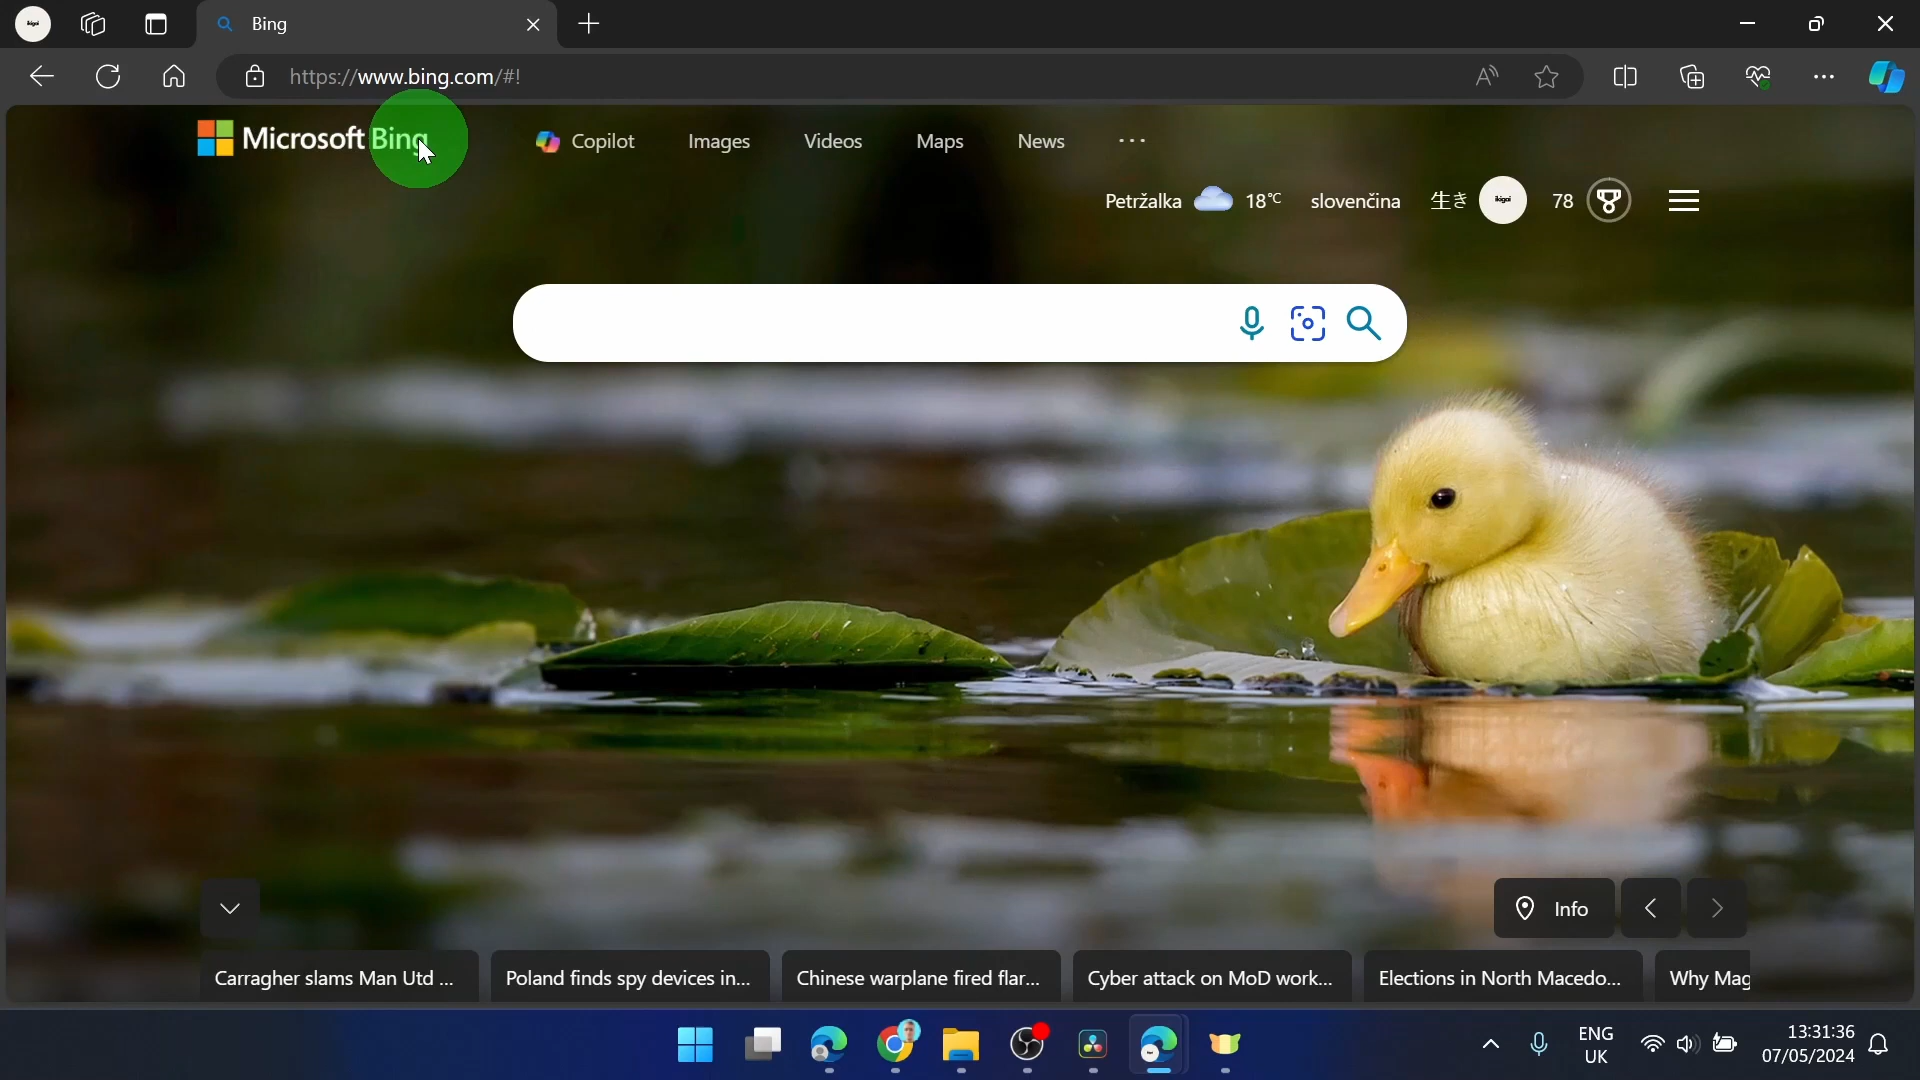 Bing
https://www.bing.com/#!
Microsoft Bing
Copilot
Images
Videos
Maps
News
Petržalka
18°C
slovenčina
生き
ikigai
78
Info
Carragher slams Man Utd ...
Poland finds spy devices in...
Chinese warplane fired flar...
Cyber attack on MoD work...
Elections in North Macedo...
Why Mag
ENG
UK
13:31:36
07/05/2024